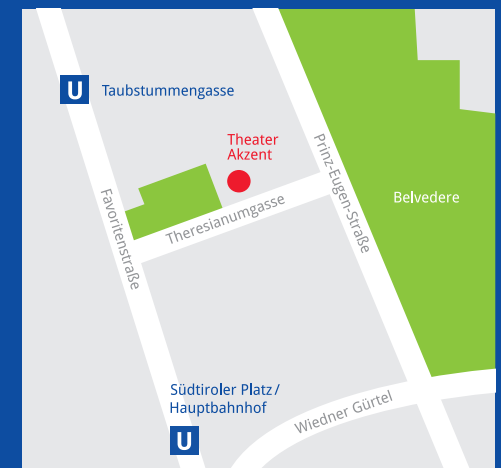 U Taubstummengasse
Theater
Akzent
Prinz-Eugen-Straße
Belvedere
Favoritenstraße
Theresianumgasse
Südtiroler Platz/
Hauptbahnhof
U
Wiedner Gürtel